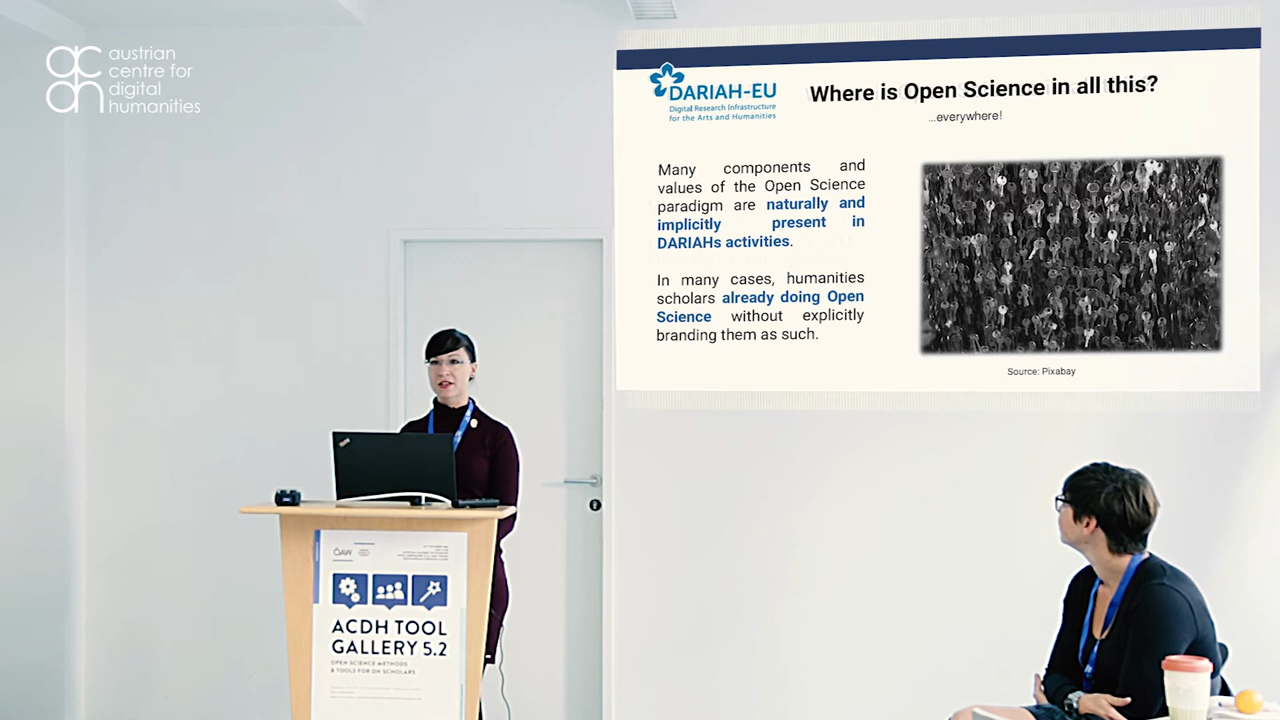 austrian
centre for
digital
humanities
DARIAH-EU
Digital Research Infrastructure
for the Arts and Humanities
Where is Open Science in all this?
...everywhere!
Many components and
values of the Open Science
paradigm are naturally and
implicitly present in
DARIAHs activities.
In many cases, humanities
scholars already doing Open
Science without explicitly
branding them as such.
Source: Pixabay
ÖAW
ACDH TOOL
GALLERY 5.2
OPEN SCIENCE METHODS
& TOOLS FOR DH SCHOLARS